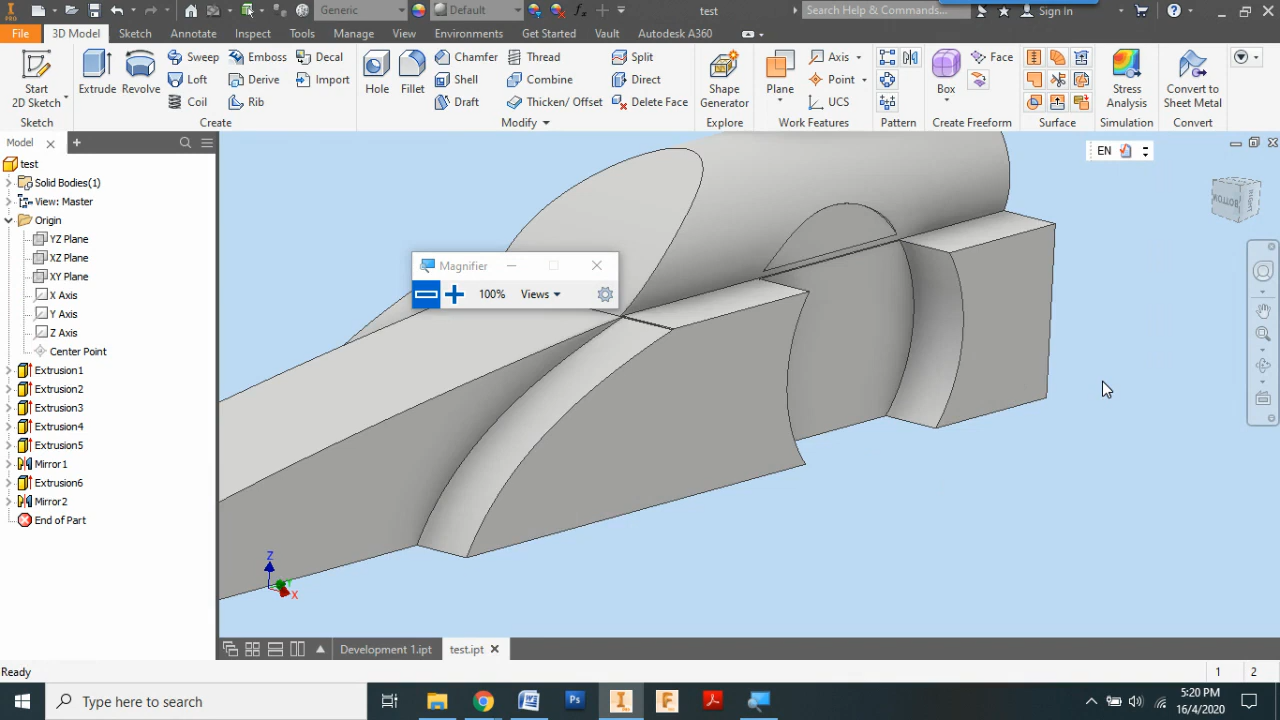 Generic
Default
test
Search Help & Commands...
Sign In
File
3D Model
Sketch
Annotate
Inspect
Tools
Manage
View
Environments
Get Started
Vault
Autodesk A360
Start
2D Sketch
Extrude
Revolve
Sweep
Loft
Coil
Emboss
Derive
Rib
Decal
Import
Hole
Fillet
Chamfer
Shell
Draft
Thread
Combine
Thicken/ Offset
Split
Direct
Delete Face
Shape
Generator
Plane
Axis
Point
UCS
Box
Face
Stress
Analysis
Convert to
Sheet Metal
Sketch
Create
Modify
Explore
Work Features
Pattern
Create Freeform
Surface
Simulation
Convert
Model
test
Solid Bodies(1)
View: Master
Origin
YZ Plane
XZ Plane
XY Plane
X Axis
Y Axis
Z Axis
Center Point
Extrusion1
Extrusion2
Extrusion3
Extrusion4
Extrusion5
Mirror1
Extrusion6
Mirror2
End of Part
EN
BOTTOM
RIGHT
Magnifier
100%
Views
Z
Y
X
Development 1.ipt
test.ipt
Ready
1
2
Type here to search
5:20 PM
16/4/2020